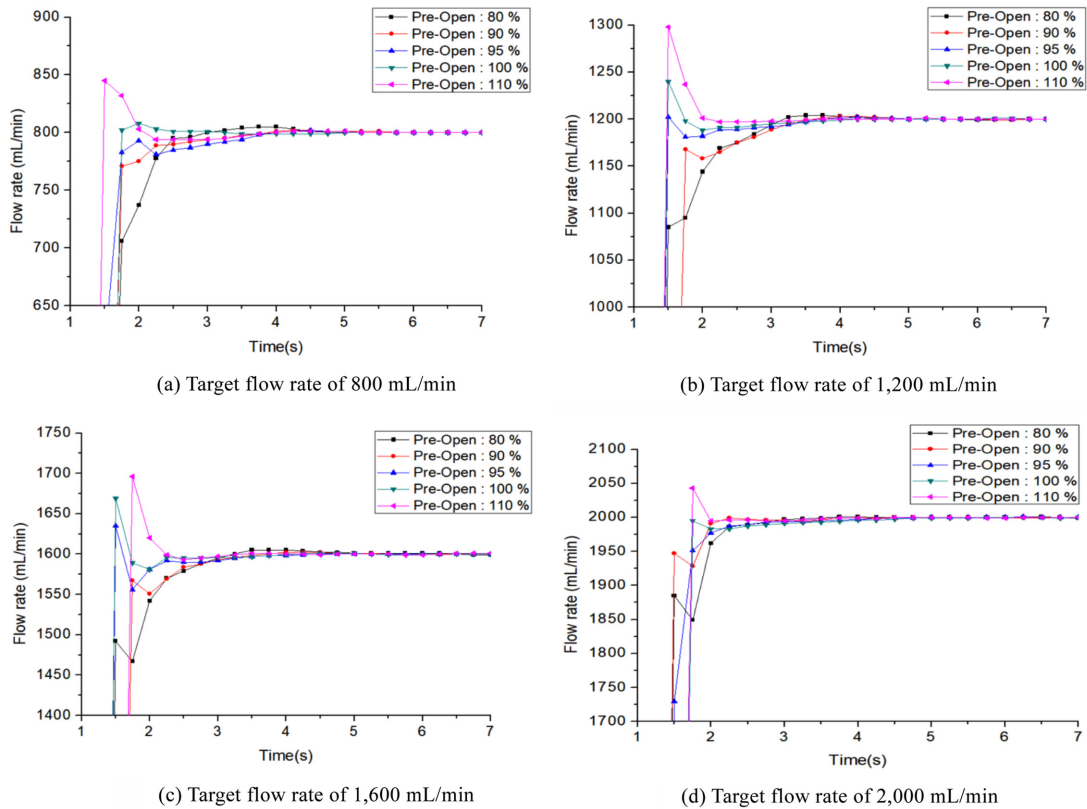 900
850
800
750
700
650
Flow rate (mL/min)
Pre-Open : 80 %
Pre-Open : 90 %
Pre-Open : 95 %
Pre-Open : 100 %
Pre-Open : 110 %
1 2 3 4 5 6 7
Time(s)
(a) Target flow rate of 800 mL/min
1300
1250
1200
1150
1100
1050
1000
Flow rate (mL/min)
Pre-Open : 80 %
Pre-Open : 90 %
Pre-Open : 95 %
Pre-Open : 100 %
Pre-Open : 110 %
1 2 3 4 5 6 7
Time(s)
(b) Target flow rate of 1,200 mL/min
1750
1700
1650
1600
1550
1500
1450
1400
Flow rate (mL/min)
Pre-Open : 80 %
Pre-Open : 90 %
Pre-Open : 95 %
Pre-Open : 100 %
Pre-Open : 110 %
1 2 3 4 5 6 7
Time(s)
(c) Target flow rate of 1,600 mL/min
2100
2050
2000
1950
1900
1850
1800
1750
1700
Flow rate (mL/min)
Pre-Open : 80 %
Pre-Open : 90 %
Pre-Open : 95 %
Pre-Open : 100 %
Pre-Open : 110 %
1 2 3 4 5 6 7
Time(s)
(d) Target flow rate of 2,000 mL/min